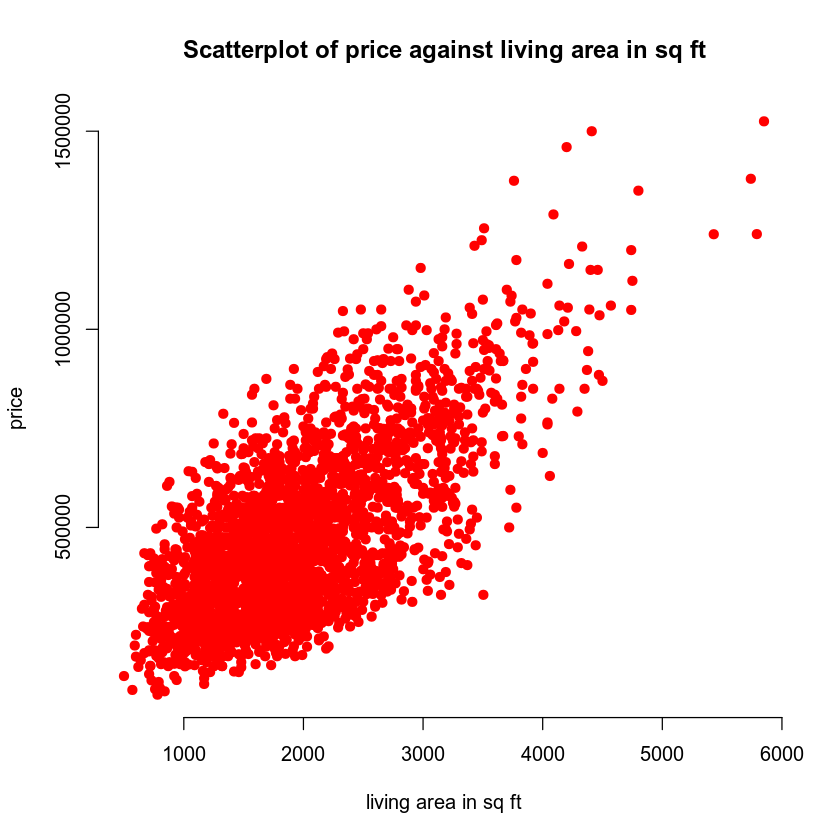 Scatterplot of price against living area in sq ft
1500000
1000000
500000
price
1000 2000 3000 4000 5000 6000
living area in sq ft